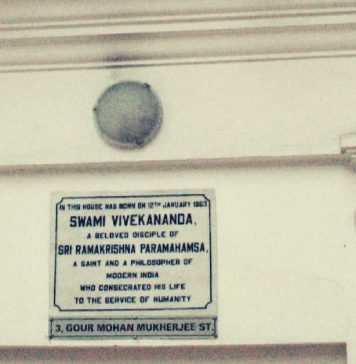 IN THIS HOUSE WAS BORN ON 12TH JANUARY 1863
SWAMI VIVEKANANDA,
A BELOVED DISCIPLE OF
SRI RAMAKRISHNA PARAMAHAMSA,
A SAINT AND A PHILOSOPHER OF
MODERN INDIA
WHO CONSECRATED HIS LIFE
TO THE SERVICE OF HUMANITY
3, GOUR MOHAN MUKHERJEE ST.